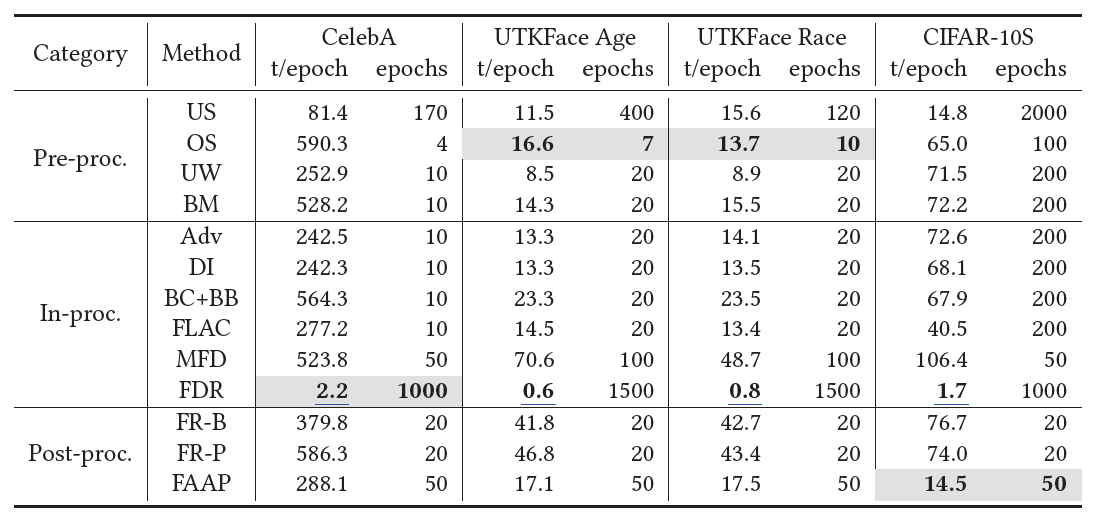 Category Method CelebA UTKFace Age UTKFace Race CIFAR-10S
t/epoch epochs t/epoch epochs t/epoch epochs t/epoch epochs
Pre-proc.
US 81.4 170 11.5 400 15.6 120 14.8 2000
OS 590.3 4 16.6 7 13.7 10 65.0 100
UW 252.9 10 8.5 20 8.9 20 71.5 200
BM 528.2 10 14.3 20 15.5 20 72.2 200
In-proc.
Adv 242.5 10 13.3 20 14.1 20 72.6 200
DI 242.3 10 13.3 20 13.5 20 68.1 200
BC+BB 564.3 10 23.3 20 23.5 20 67.9 200
FLAC 277.2 10 14.5 20 13.4 20 40.5 200
MFD 523.8 50 70.6 100 48.7 100 106.4 50
FDR 2.2 1000 0.6 1500 0.8 1500 1.7 1000
Post-proc.
FR-B 379.8 20 41.8 20 42.7 20 76.7 20
FR-P 586.3 20 46.8 20 43.4 20 74.0 20
FAAP 288.1 50 17.1 50 17.5 50 14.5 50